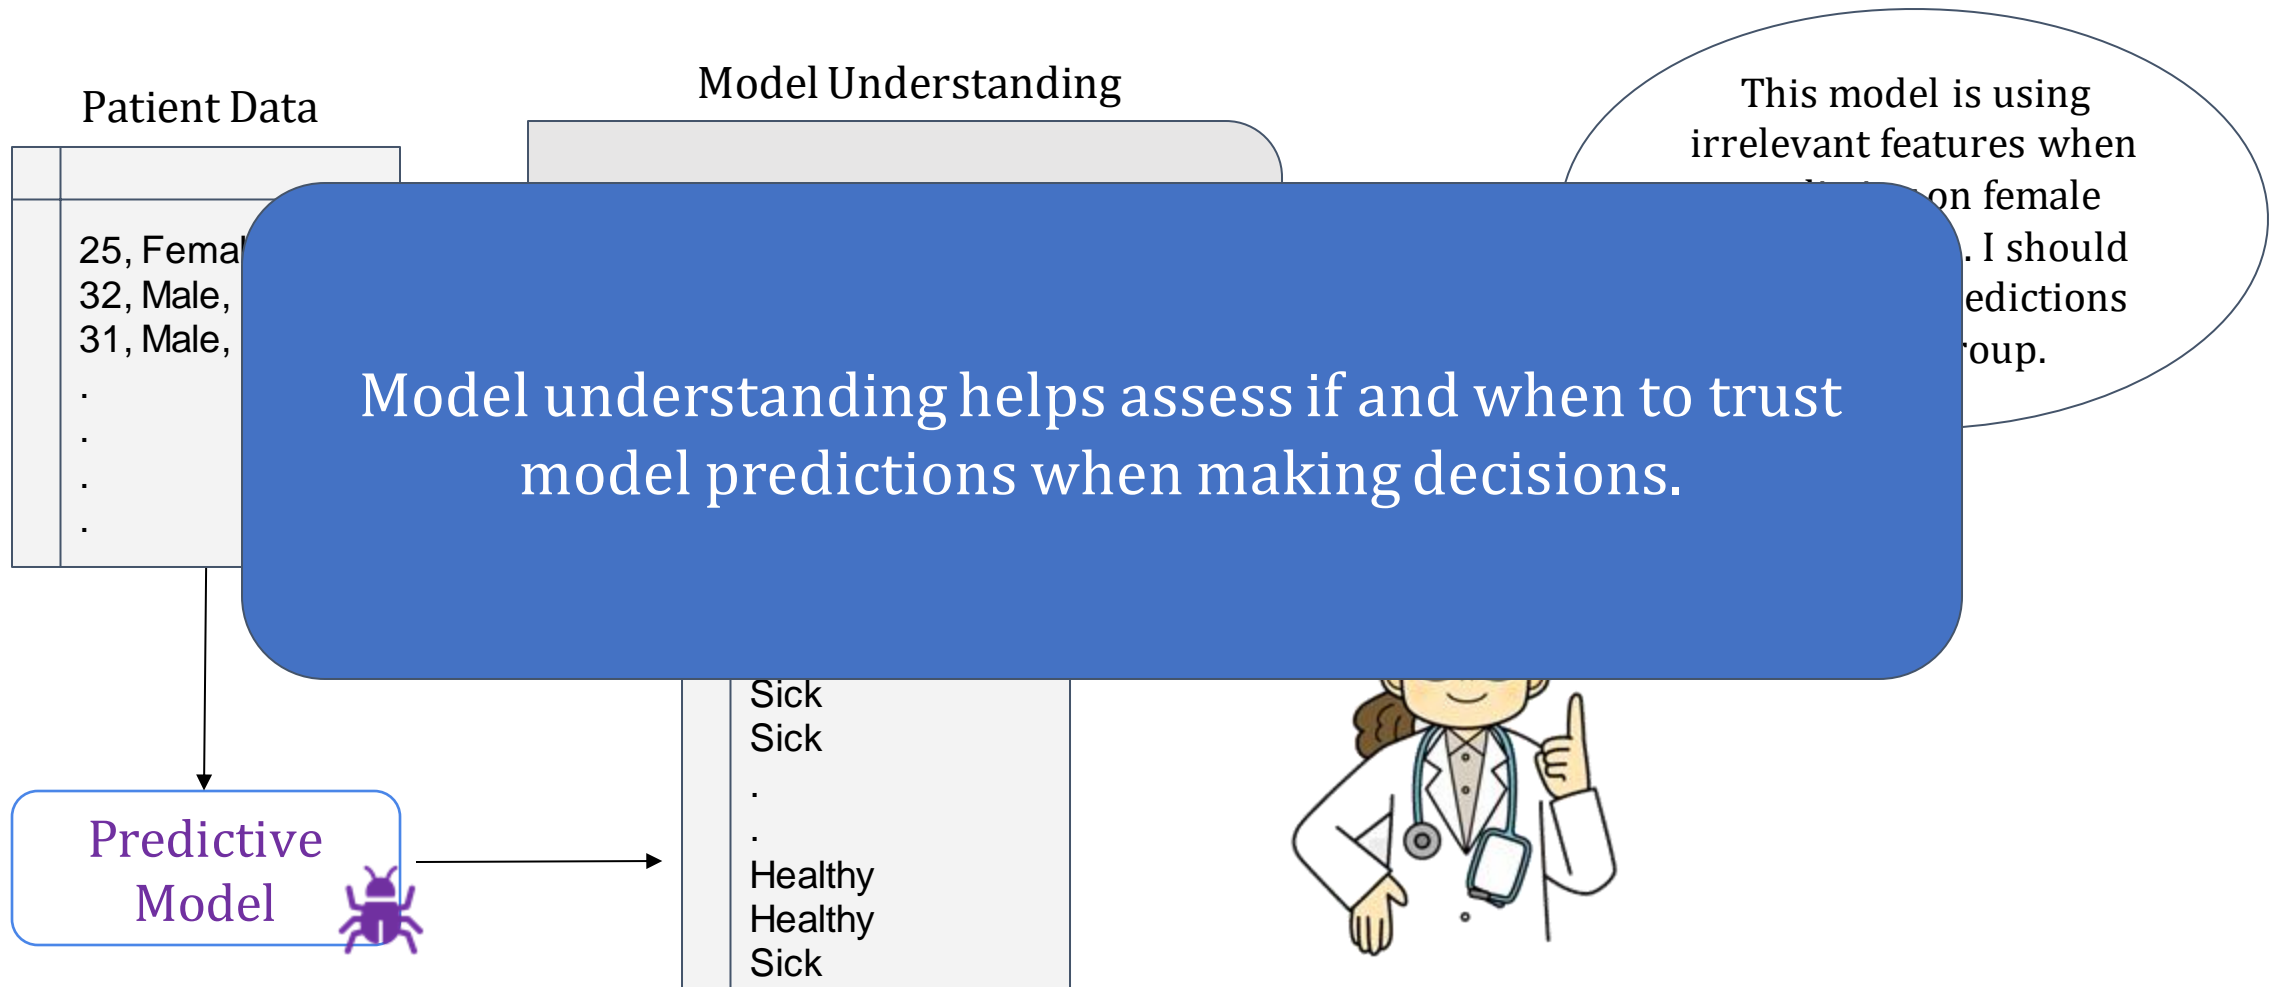 Patient Data
25, Femal
32, Male,
31, Male,
.
.
.
.
Model Understanding
This model is using
irrelevant features when
on female
. I should
edictions
roup.
Model understanding helps assess if and when to trust
model predictions when making decisions.
Predictive
Model
Sick
Sick
.
.
Healthy
Healthy
Sick